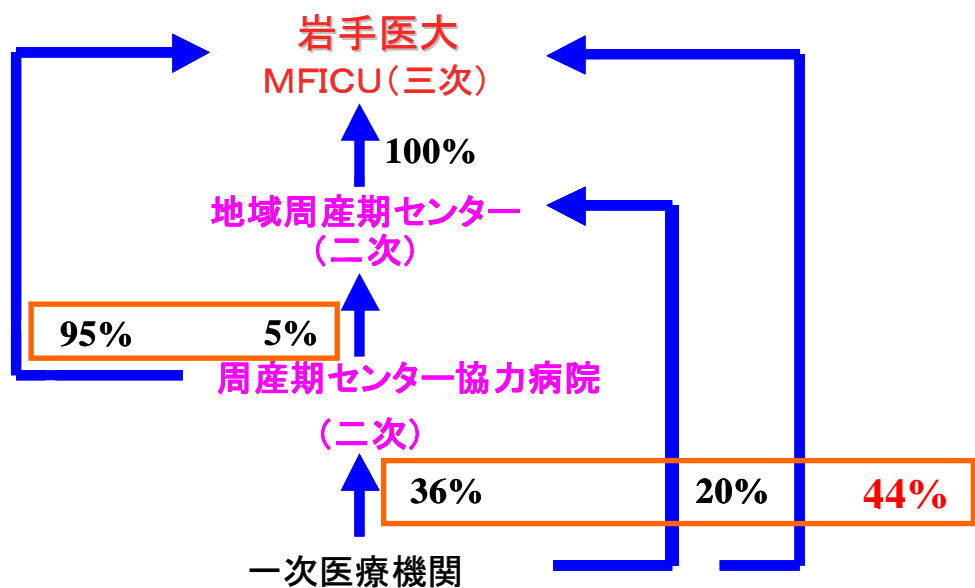 岩手医大
MFICU(三次)
100%
地域周産期センター
(二次)
95% 5%
周産期センター協力病院
(二次)
36% 20% 44%
一次医療機関